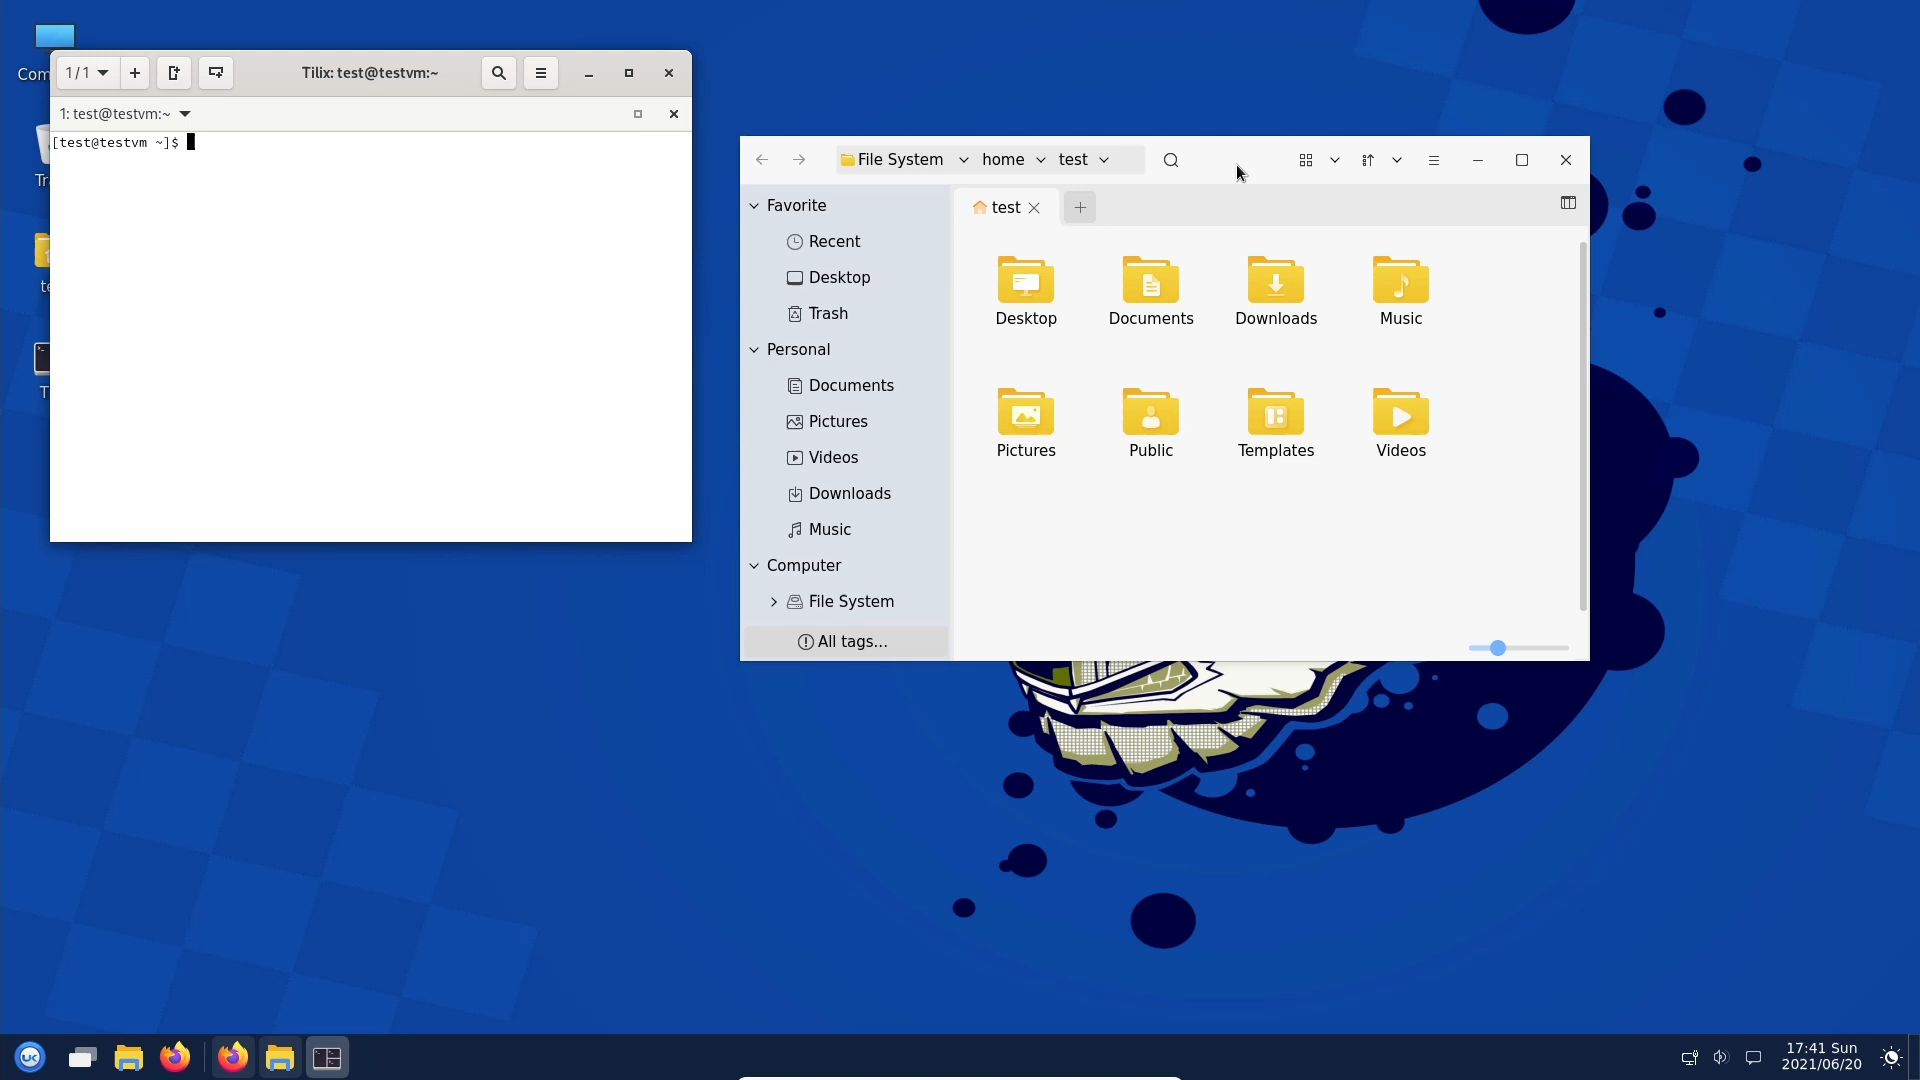 1/1
Tilix: test@testvm:~
1: test@testvm:~
[test@testvm ~]$
File System
home
test
test
Favorite
Recent
Desktop
Trash
Personal
Documents
Pictures
Videos
Downloads
Music
Computer
File System
All tags...
Desktop
Documents
Downloads
Music
Pictures
Public
Templates
Videos
UK
17:41 Sun
2021/06/20